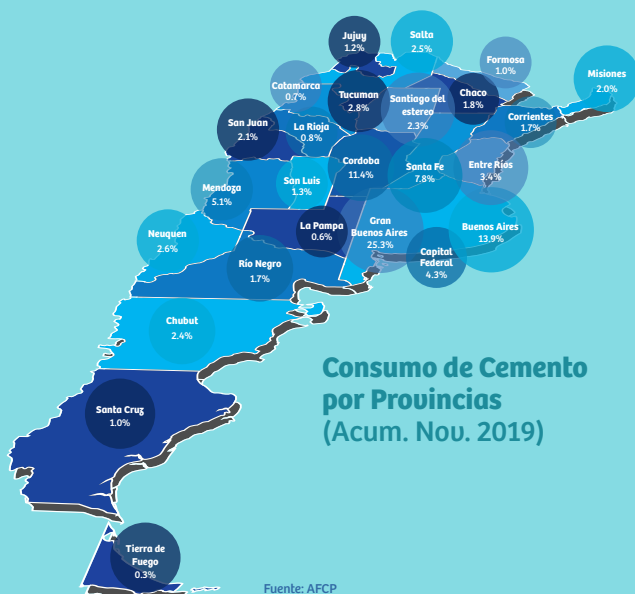 Jujuy
1.2%
Salta
2.5%
Formosa
1.0%
Misiones
2.0%
Catamarca
0.7%
Tucuman
2.8%
Santiago del
estereo
2.3%
Chaco
1.8%
Corrientes
1.7%
San Juan
2.1%
La Rioja
0.8%
Cordoba
11.4%
Santa Fe
7.8%
Entre Ríos
3.4%
Mendoza
5.1%
San Luis
1.3%
La Pampa
0.6%
Gran
Buenos Aires
25.3%
Buenos Aires
13.9%
Neuquen
2.6%
Río Negro
1.7%
Capital
Federal
4.3%
Chubut
2.4%
Consumo de Cemento
por Provincias
(Acum. Nov. 2019)
Santa Cruz
1.0%
Tierra de
Fuego
0.3%
Fuente: AFCP